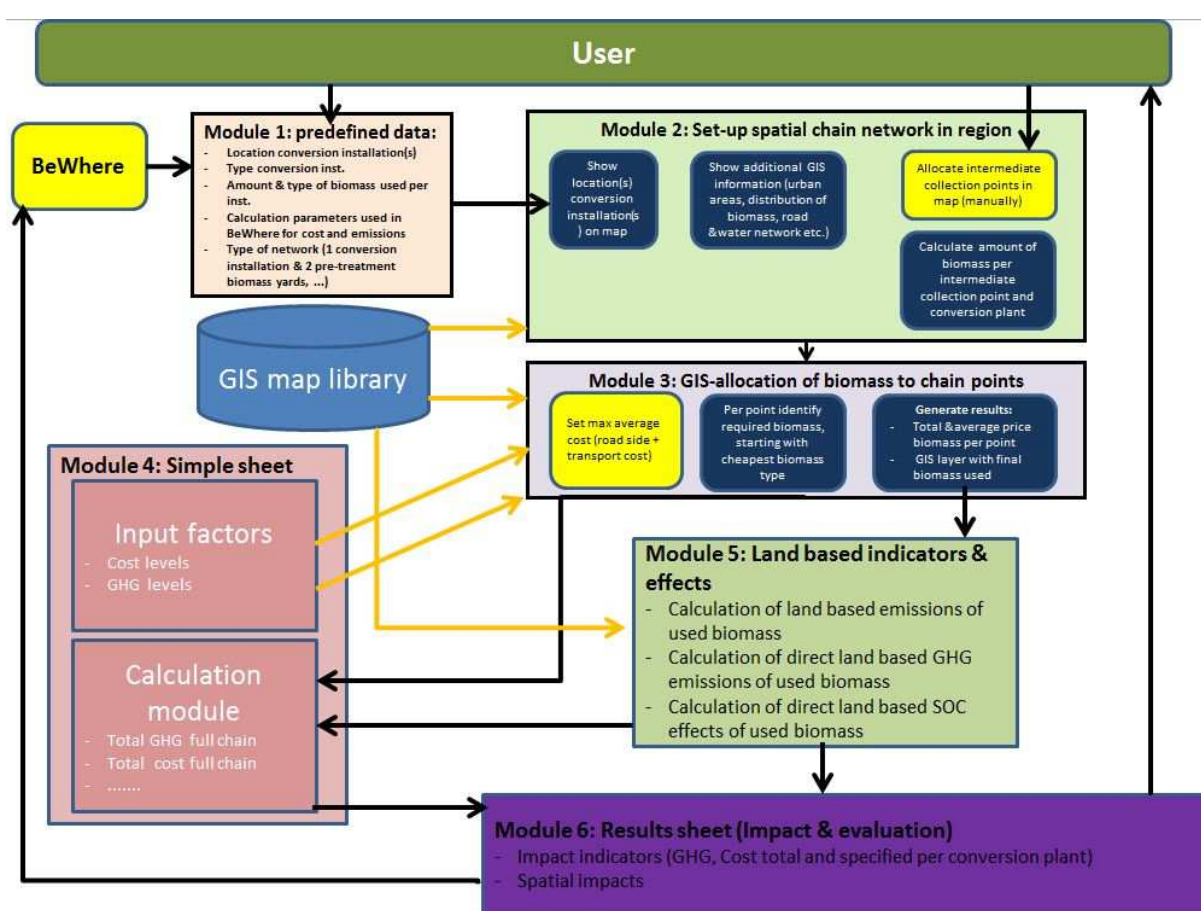 User
BeWhere
Module 1: predefined data:
- Location conversion installation(s)
- Type conversion inst.
- Amount & type of biomass used per
inst.
- Calculation parameters used in
BeWhere for cost and emissions
- Type of network (1 conversion
installation & 2 pre-treatment
biomass yards, ...)
Module 2: Set-up spatial chain network in region
Show
location(s)
conversion
installation(s
) on map
Show additional GIS
information (urban
areas, distribution of
biomass, road
&water network etc.)
Allocate intermediate
collection points in
map (manually)
Calculate amount of
biomass per
intermediate
collection point and
conversion plant
GIS map library
Module 3: GIS-allocation of biomass to chain points
Set max average
cost (road side +
transport cost)
Per point identify
required biomass,
starting with
cheapest biomass
type
Generate results:
- Total &average price
biomass per point
- GIS layer with final
biomass used
Module 4: Simple sheet
Input factors
- Cost levels
- GHG levels
Calculation
module
- Total GHG full chain
- Total cost full chain
- .......
Module 5: Land based indicators &
effects
- Calculation of land based emissions of
used biomass
- Calculation of direct land based GHG
emissions of used biomass
- Calculation of direct land based SOC
effects of used biomass
Module 6: Results sheet (Impact & evaluation)
- Impact indicators (GHG, Cost total and specified per conversion plant)
- Spatial impacts